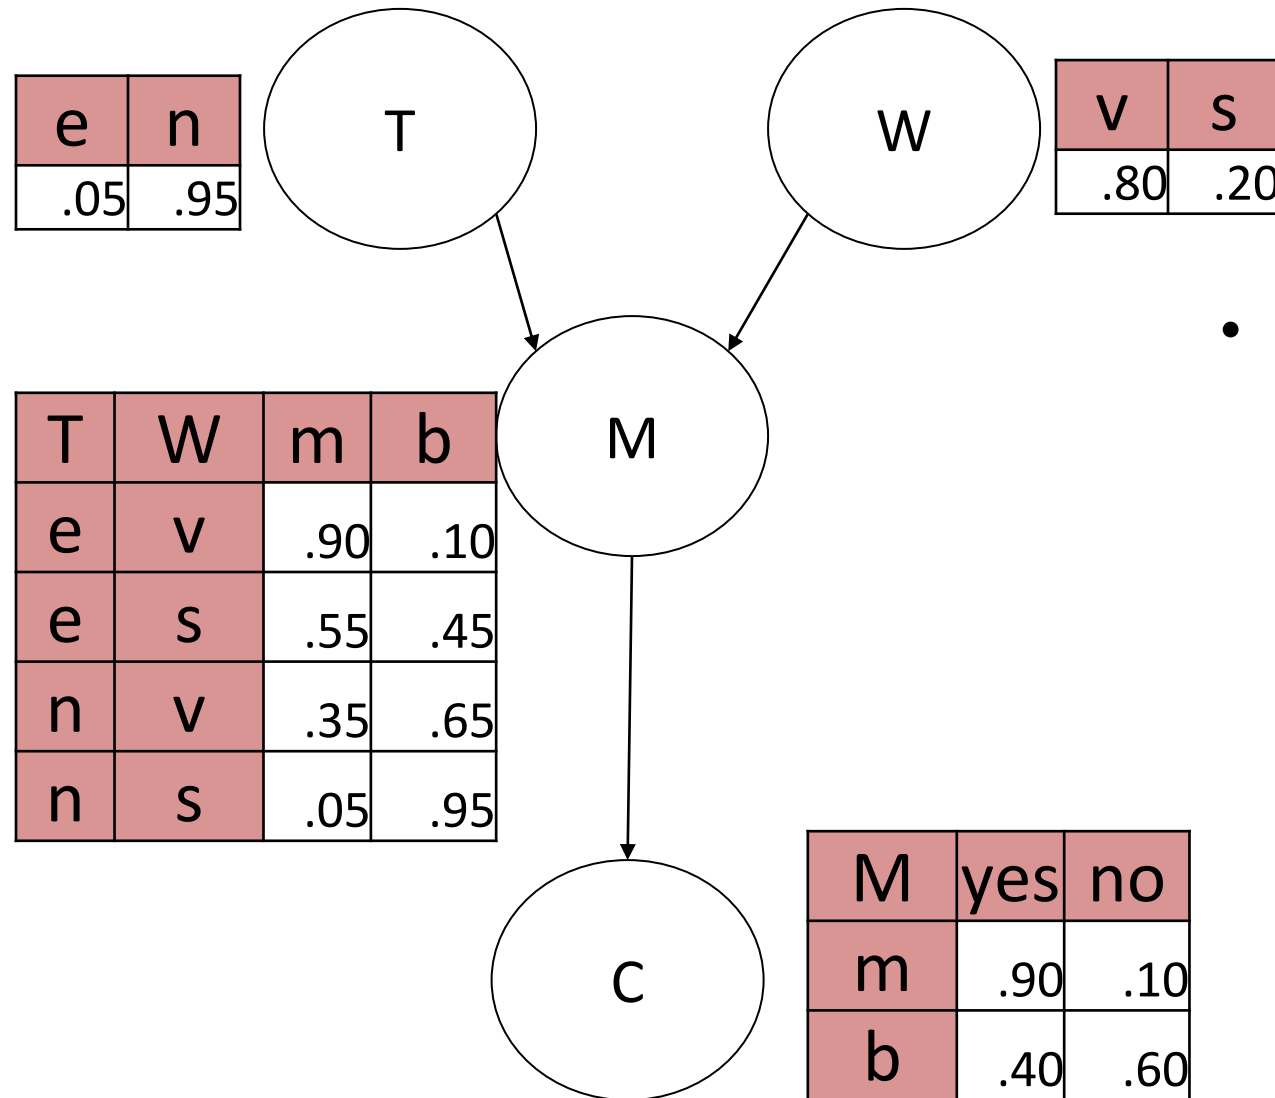 e n
.05 .95
T
W
v s
.80 .20
•
T W m b
e v .90 .10
e s .55 .45
n v .35 .65
n s .05 .95
M
C
M yes no
m .90 .10
b .40 .60